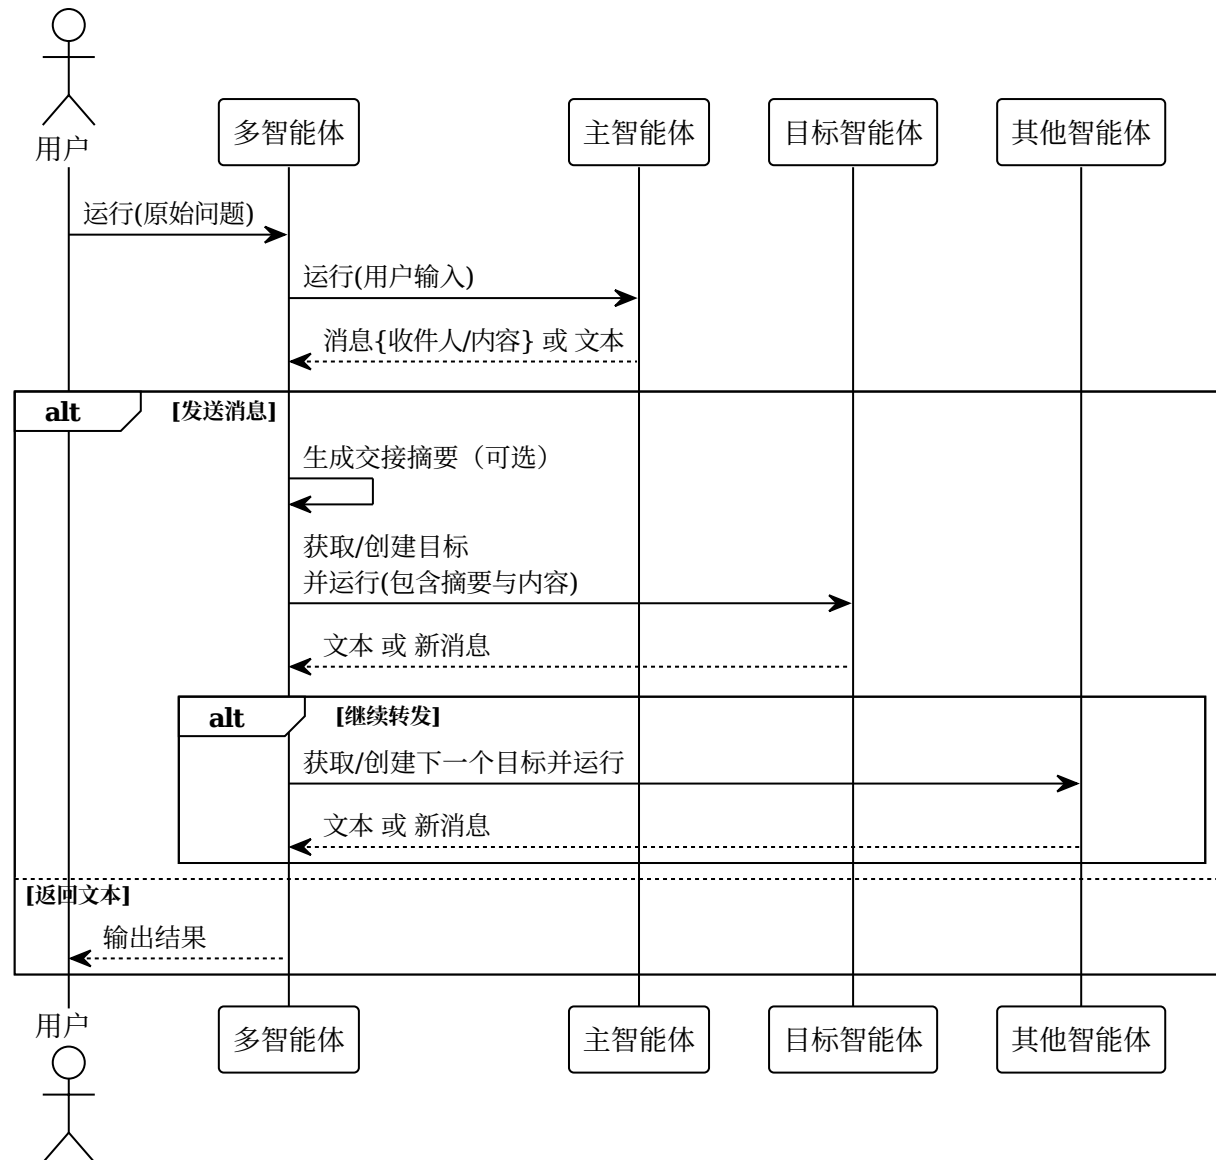 用户
多智能体
主智能体
目标智能体
其他智能体
运行(原始问题)
运行(用户输入)
消息{收件人/内容} 或 文本
alt
[发送消息]
生成交接摘要（可选）
获取/创建目标
并运行(包含摘要与内容)
文本 或 新消息
alt
[继续转发]
获取/创建下一个目标并运行
文本 或 新消息
[返回文本]
输出结果
用户
多智能体
主智能体
目标智能体
其他智能体